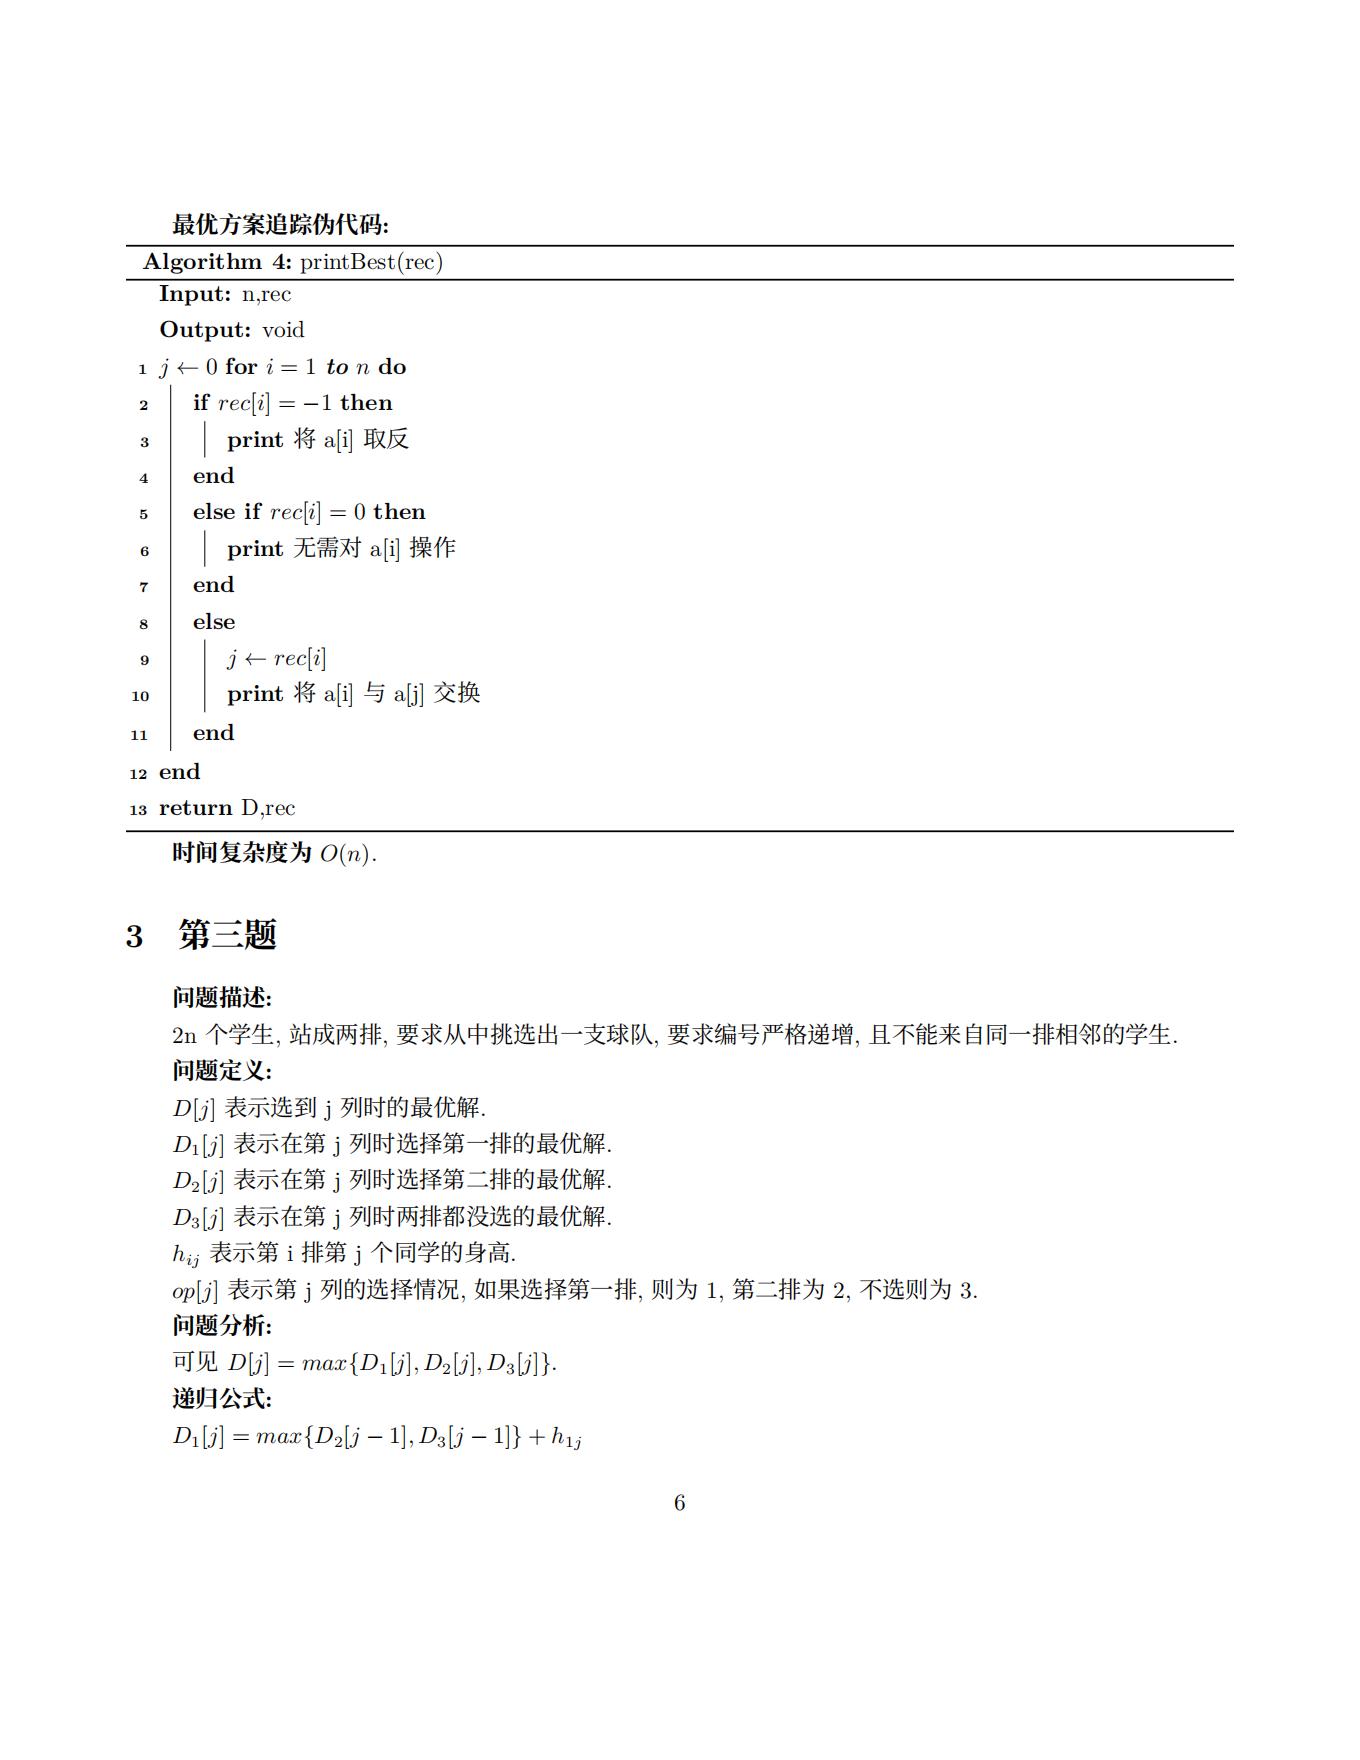 最优方案追踪伪代码:
Algorithm 4: printBest(rec)
Input: n,rec
Output: void
1 j ← 0 for i = 1 to n do
2 if rec[i] = −1 then
3 print 将 a[i] 取反
4 end
5 else if rec[i] = 0 then
6 print 无需对 a[i] 操作
7 end
8 else
9 j ← rec[i]
10 print 将 a[i] 与 a[j] 交换
11 end
12 end
13 return D,rec
时间复杂度为 O(n).
3 第三题
问题描述:
2n 个学生, 站成两排, 要求从中挑选出一支球队, 要求编号严格递增, 且不能来自同一排相邻的学生.
问题定义:
D[j] 表示选到 j 列时的最优解.
D₁[j] 表示在第 j 列时选择第一排的最优解.
D₂[j] 表示在第 j 列时选择第二排的最优解.
D₃[j] 表示在第 j 列时两排都没选的最优解.
h_{ij} 表示第 i 排第 j 个同学的身高.
op[j] 表示第 j 列的选择情况, 如果选择第一排, 则为 1, 第二排为 2, 不选则为 3.
问题分析:
可见 D[j] = max{D₁[j], D₂[j], D₃[j]}.
递归公式:
D₁[j] = max{D₂[j − 1], D₃[j − 1]} + h_{1j}
6